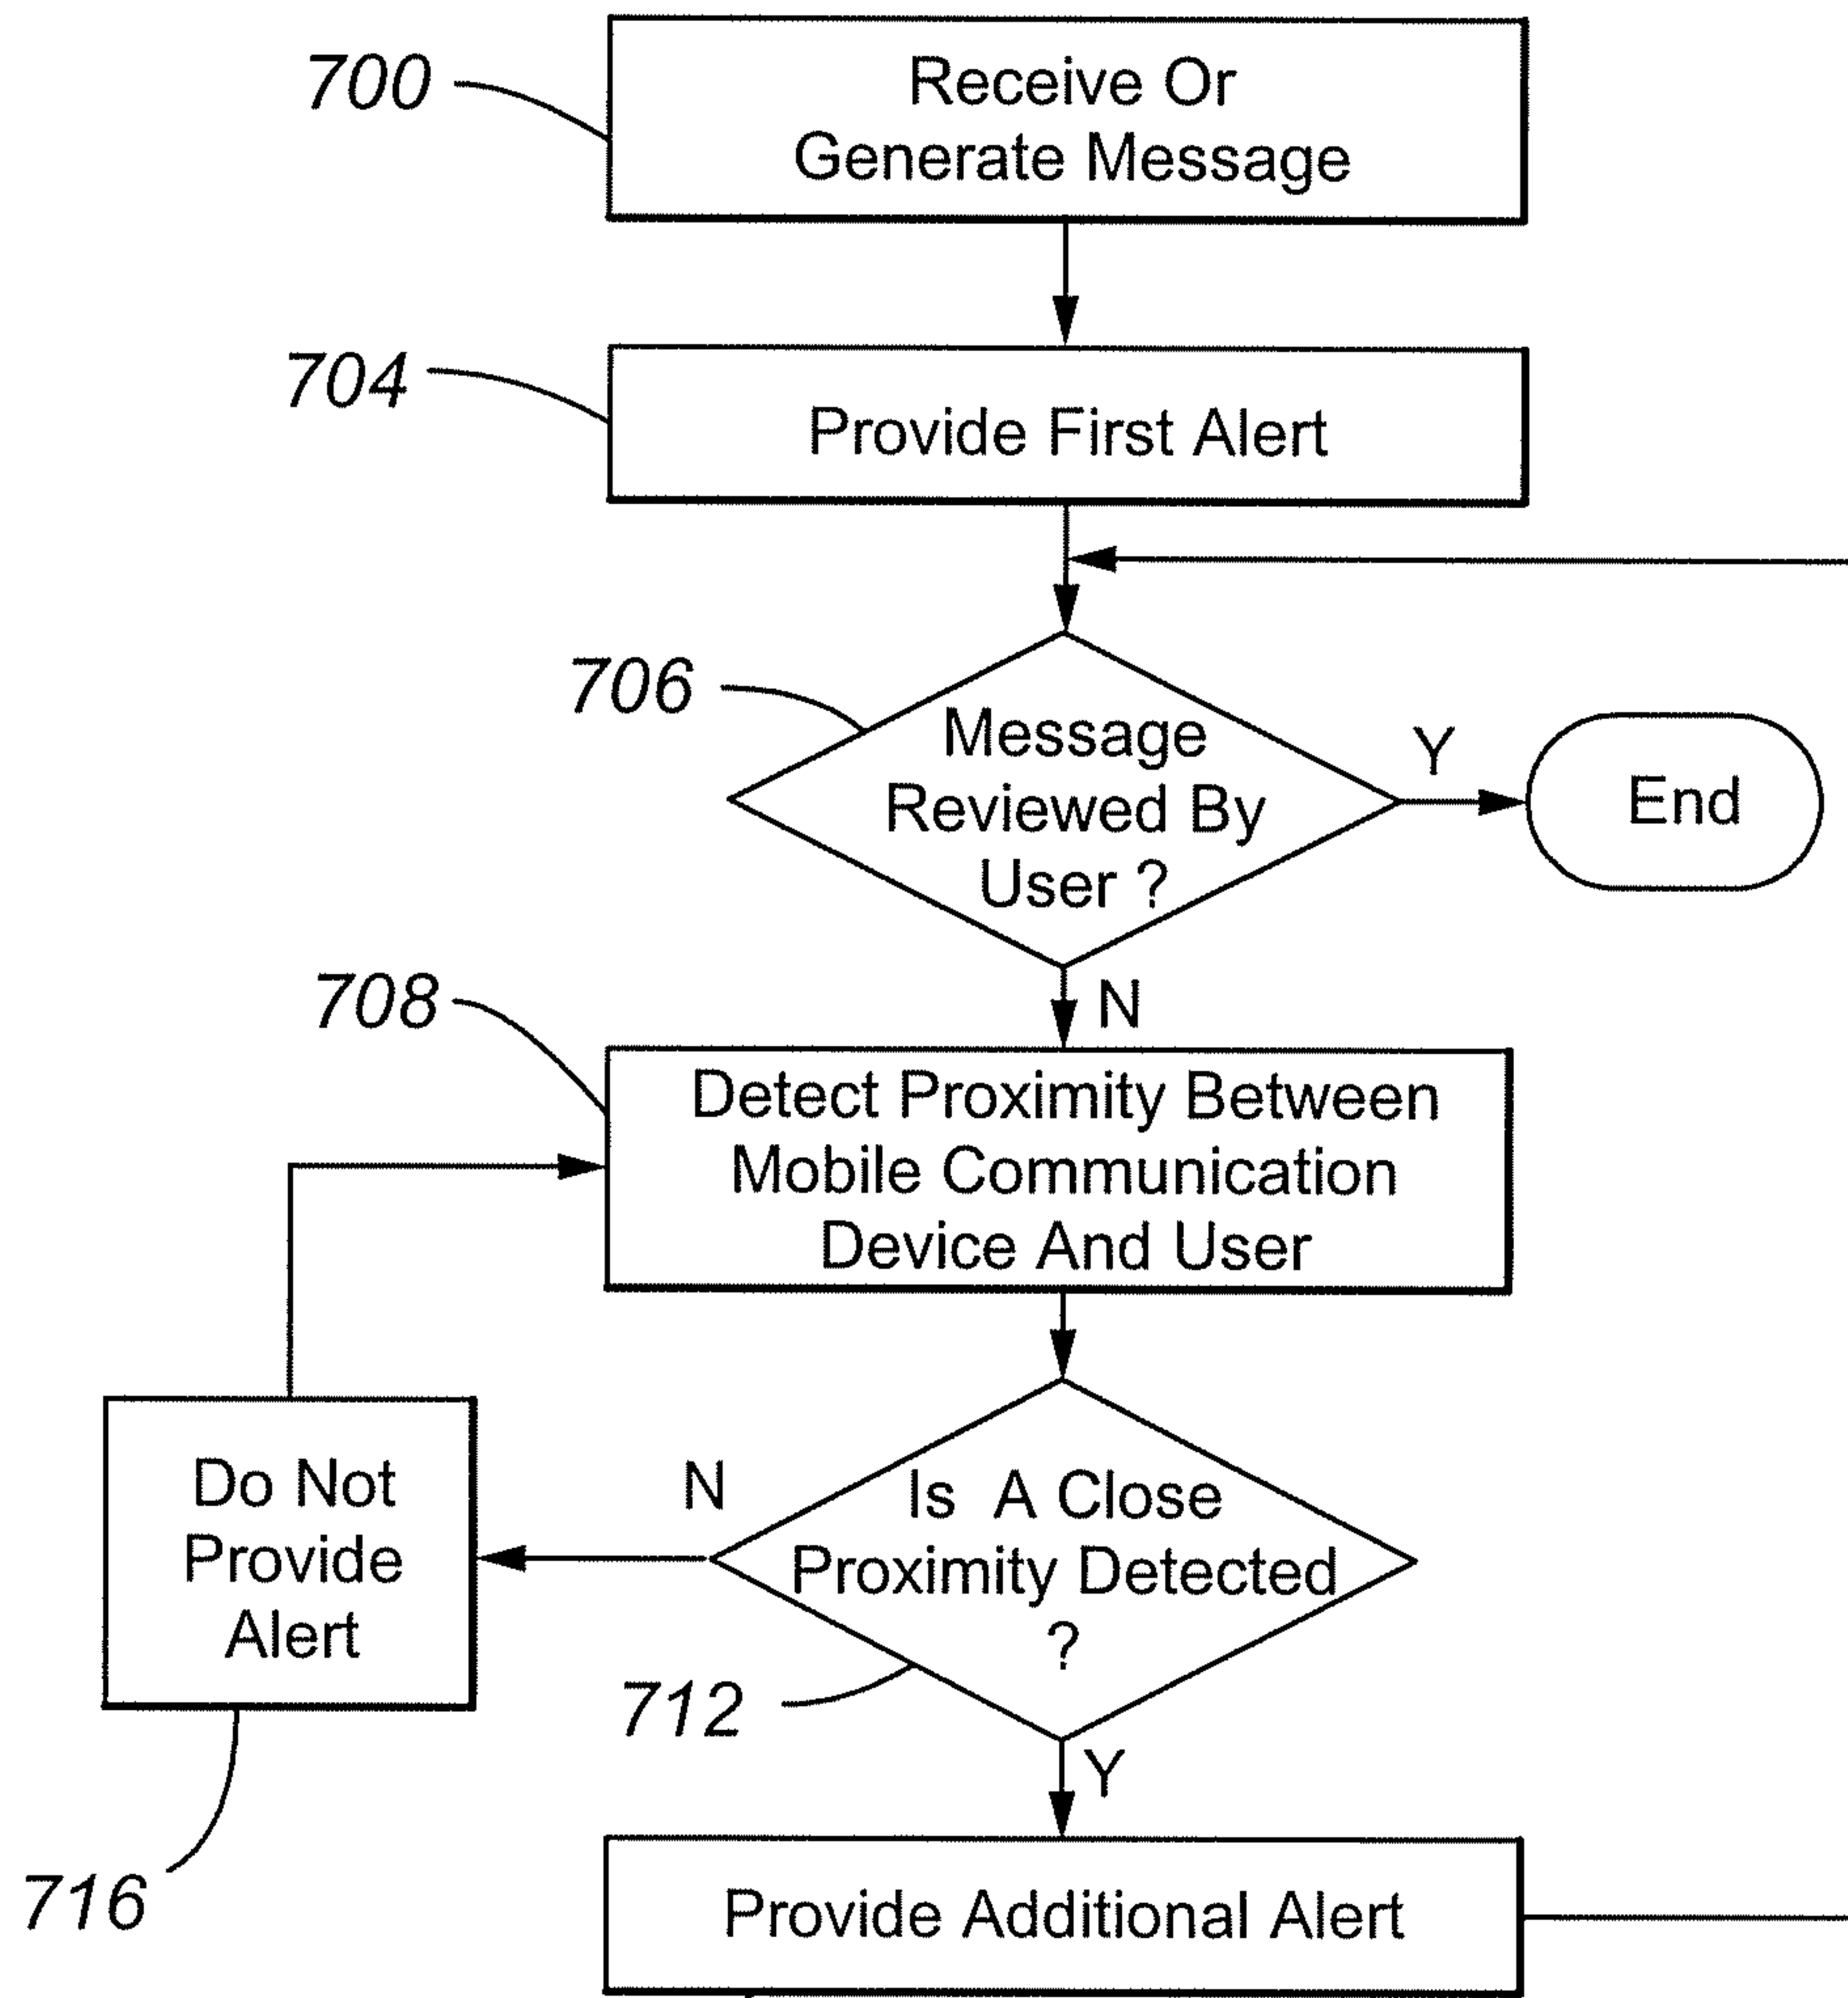 700
Receive Or
Generate Message
704
Provide First Alert
706
Message
Reviewed By
User ?
Y
End
N
708
Detect Proximity Between
Mobile Communication
Device And User
Do Not
Provide
Alert
N
Is A Close
Proximity Detected
?
712
Y
716
Provide Additional Alert